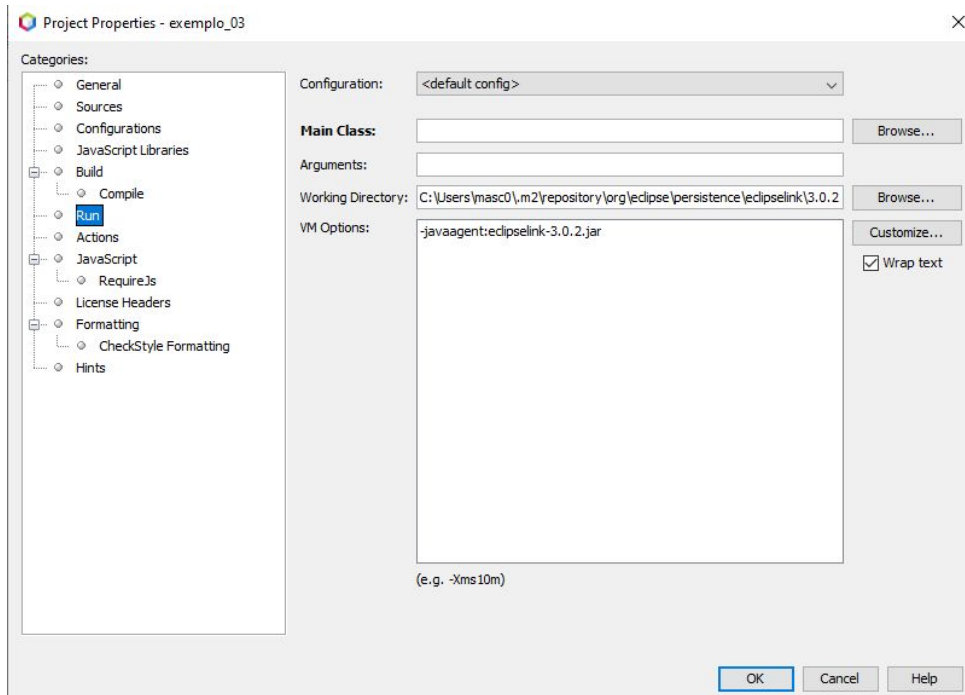 Project Properties - exemplo_03
Categories:
General
Sources
Configurations
JavaScript Libraries
Build
Compile
Run
Actions
JavaScript
RequireJs
License Headers
Formatting
CheckStyle Formatting
Hints
Configuration: <default config>
Main Class: Browse...
Arguments:
Working Directory: C:\Users\masc0\.m2\repository\org\eclipse\persistence\eclipselink\3.0.2 Browse...
VM Options: -javaagent:eclipselink-3.0.2.jar Customize...
Wrap text
(e.g. -Xms10m)
OK Cancel Help